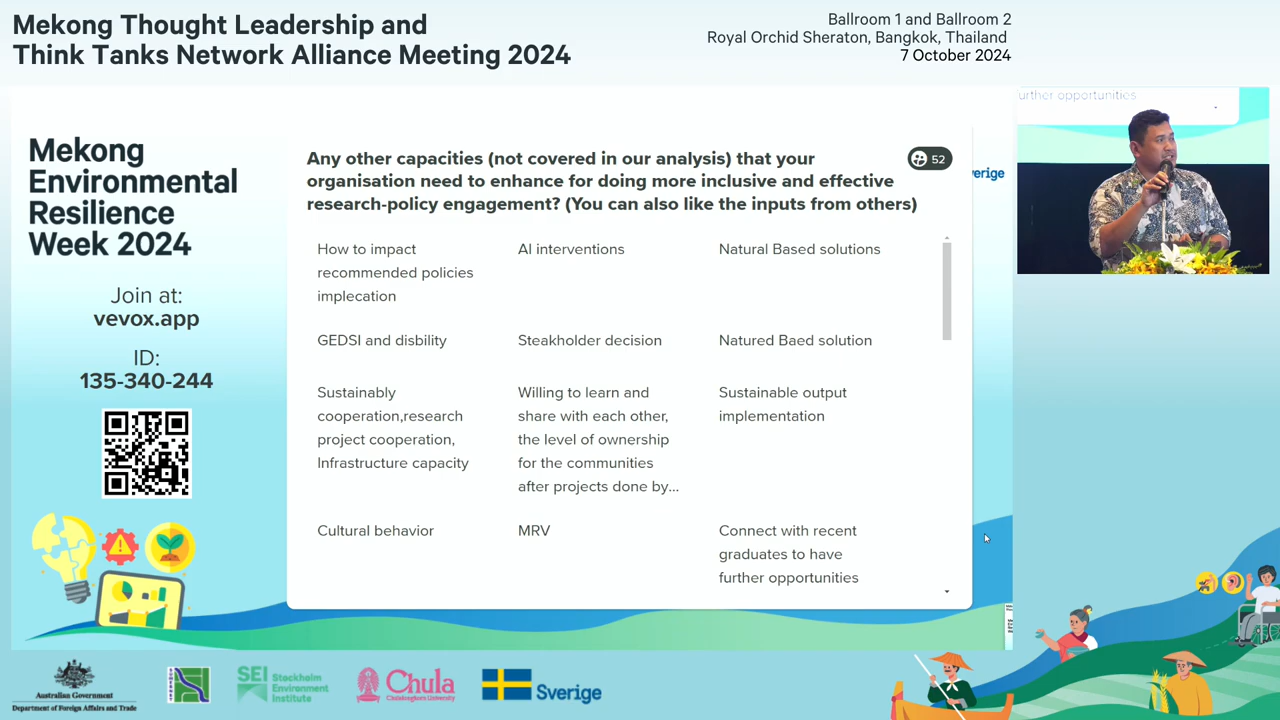 Mekong Thought Leadership and
Think Tanks Network Alliance Meeting 2024
Ballroom 1 and Ballroom 2
Royal Orchid Sheraton, Bangkok, Thailand
7 October 2024
Mekong
Environmental
Resilience
Week 2024
Join at:
vevox.app
ID:
135-340-244
Any other capacities (not covered in our analysis) that your
organisation need to enhance for doing more inclusive and effective
research-policy engagement? (You can also like the inputs from others)
52
How to impact
recommended policies
implecation
AI interventions
Natural Based solutions
GEDSI and disbility
Steakholder decision
Natured Baed solution
Sustainably
cooperation,research
project cooperation,
Infrastructure capacity
Willing to learn and
share with each other,
the level of ownership
for the communities
after projects done by...
Sustainable output
implementation
Cultural behavior
MRV
Connect with recent
graduates to have
further opportunities
urther opportunities
verige
Australian Government
Department of Foreign Affairs and Trade
SEI Stockholm
Environment
Institute
Chula
Chulalongkorn University
Sverige